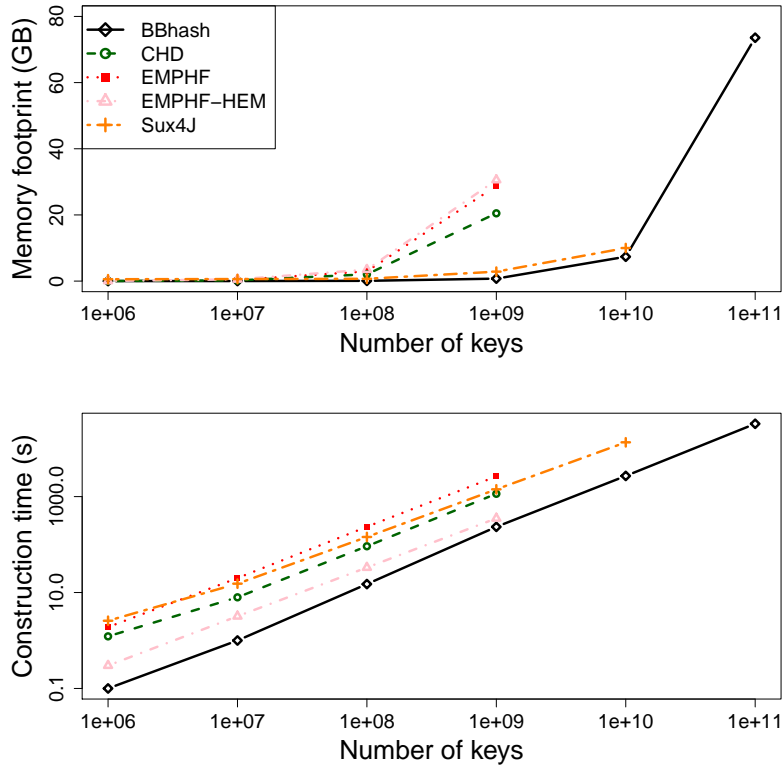 Memory footprint (GB)
80
60
40
20
0
BBhash
CHD
EMPHF
EMPHF−HEM
Sux4J
1e+06 1e+07 1e+08 1e+09 1e+10 1e+11
Number of keys
Construction time (s)
1000.0
10.0
0.1
1e+06 1e+07 1e+08 1e+09 1e+10 1e+11
Number of keys